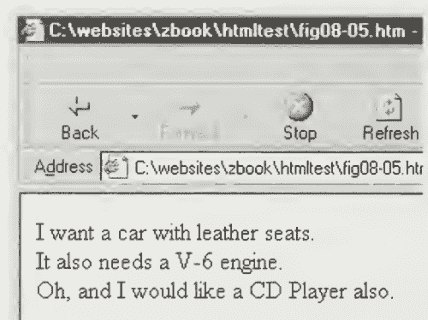 C:\websites\zbook\htmltest\fig08-05.htm -
Back Forward Stop Refresh
Address C:\websites\zbook\htmltest\fig08-05.htm
I want a car with leather seats.
It also needs a V-6 engine.
Oh, and I would like a CD Player also.